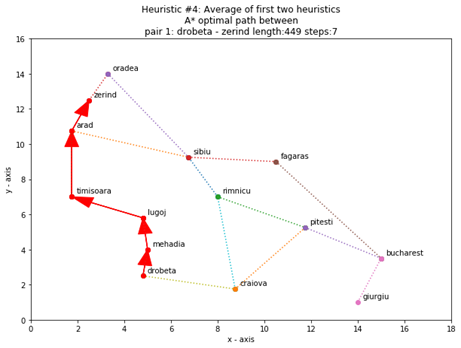 Heuristic #4: Average of first two heuristics
A* optimal path between
pair 1: drobeta - zerind length:449 steps:7
y - axis
16
14
12
10
8
6
4
2
0
oradea
zerind
arad
sibiu
fagaras
timisoara
rimnicu
lugoj
pitesti
mehadia
bucharest
drobeta
craiova
giurgiu
0 2 4 6 8 10 12 14 16 18
x - axis